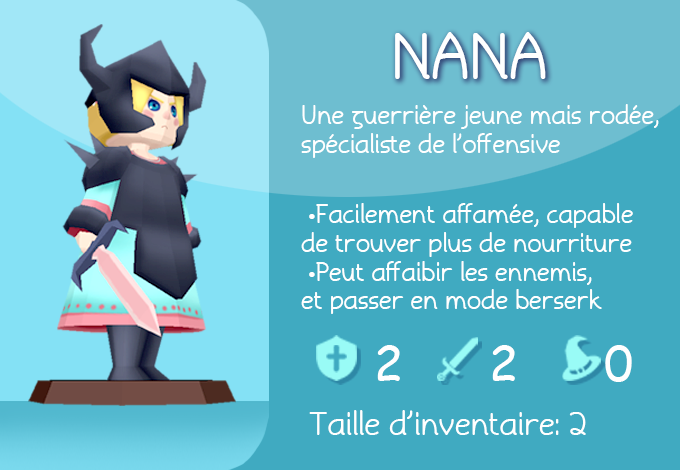 NANA
Une guerrière jeune mais rodée,
spécialiste de l'offensive
•Facilement affamée, capable
de trouver plus de nourriture
•Peut affaibir les ennemis,
et passer en mode berserk
2 2 0
Taille d'inventaire: 2